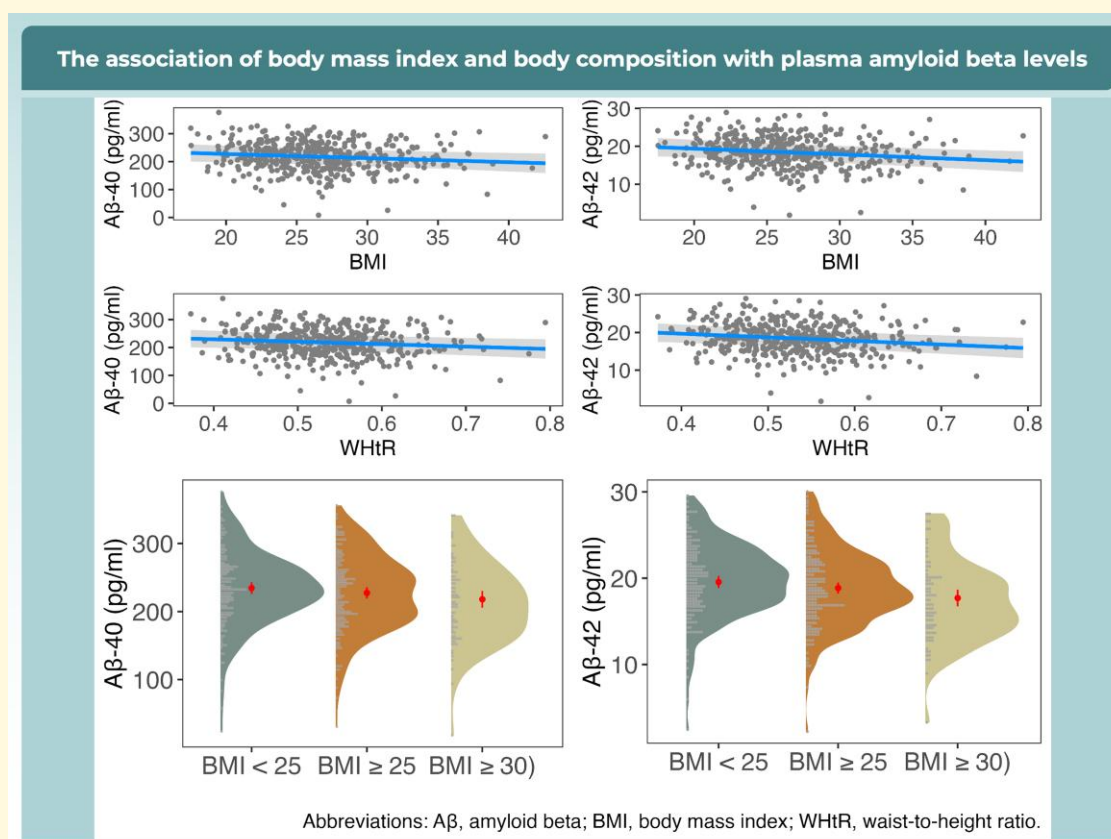 The association of body mass index and body composition with plasma amyloid beta levels
Aβ-40 (pg/ml)
300
200
100
0
20 25 30 35 40
BMI
Aβ-42 (pg/ml)
30
20
10
20 25 30 35 40
BMI
Aβ-40 (pg/ml)
300
200
100
0
0.4 0.5 0.6 0.7 0.8
WHtR
Aβ-42 (pg/ml)
30
20
10
0.4 0.5 0.6 0.7 0.8
WHtR
Aβ-40 (pg/ml)
300
200
100
BMI < 25 BMI ≥ 25 BMI ≥ 30)
Aβ-42 (pg/ml)
30
20
10
BMI < 25 BMI ≥ 25 BMI ≥ 30)
Abbreviations: Aβ, amyloid beta; BMI, body mass index; WHtR, waist-to-height ratio.